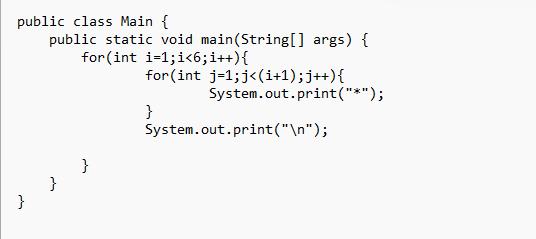 public class Main {
    public static void main(String[] args) {
        for(int i=1;i<6;i++){
                for(int j=1;j<(i+1);j++){
                        System.out.print("*");
                }
                System.out.print("\n");

        }
    }
}